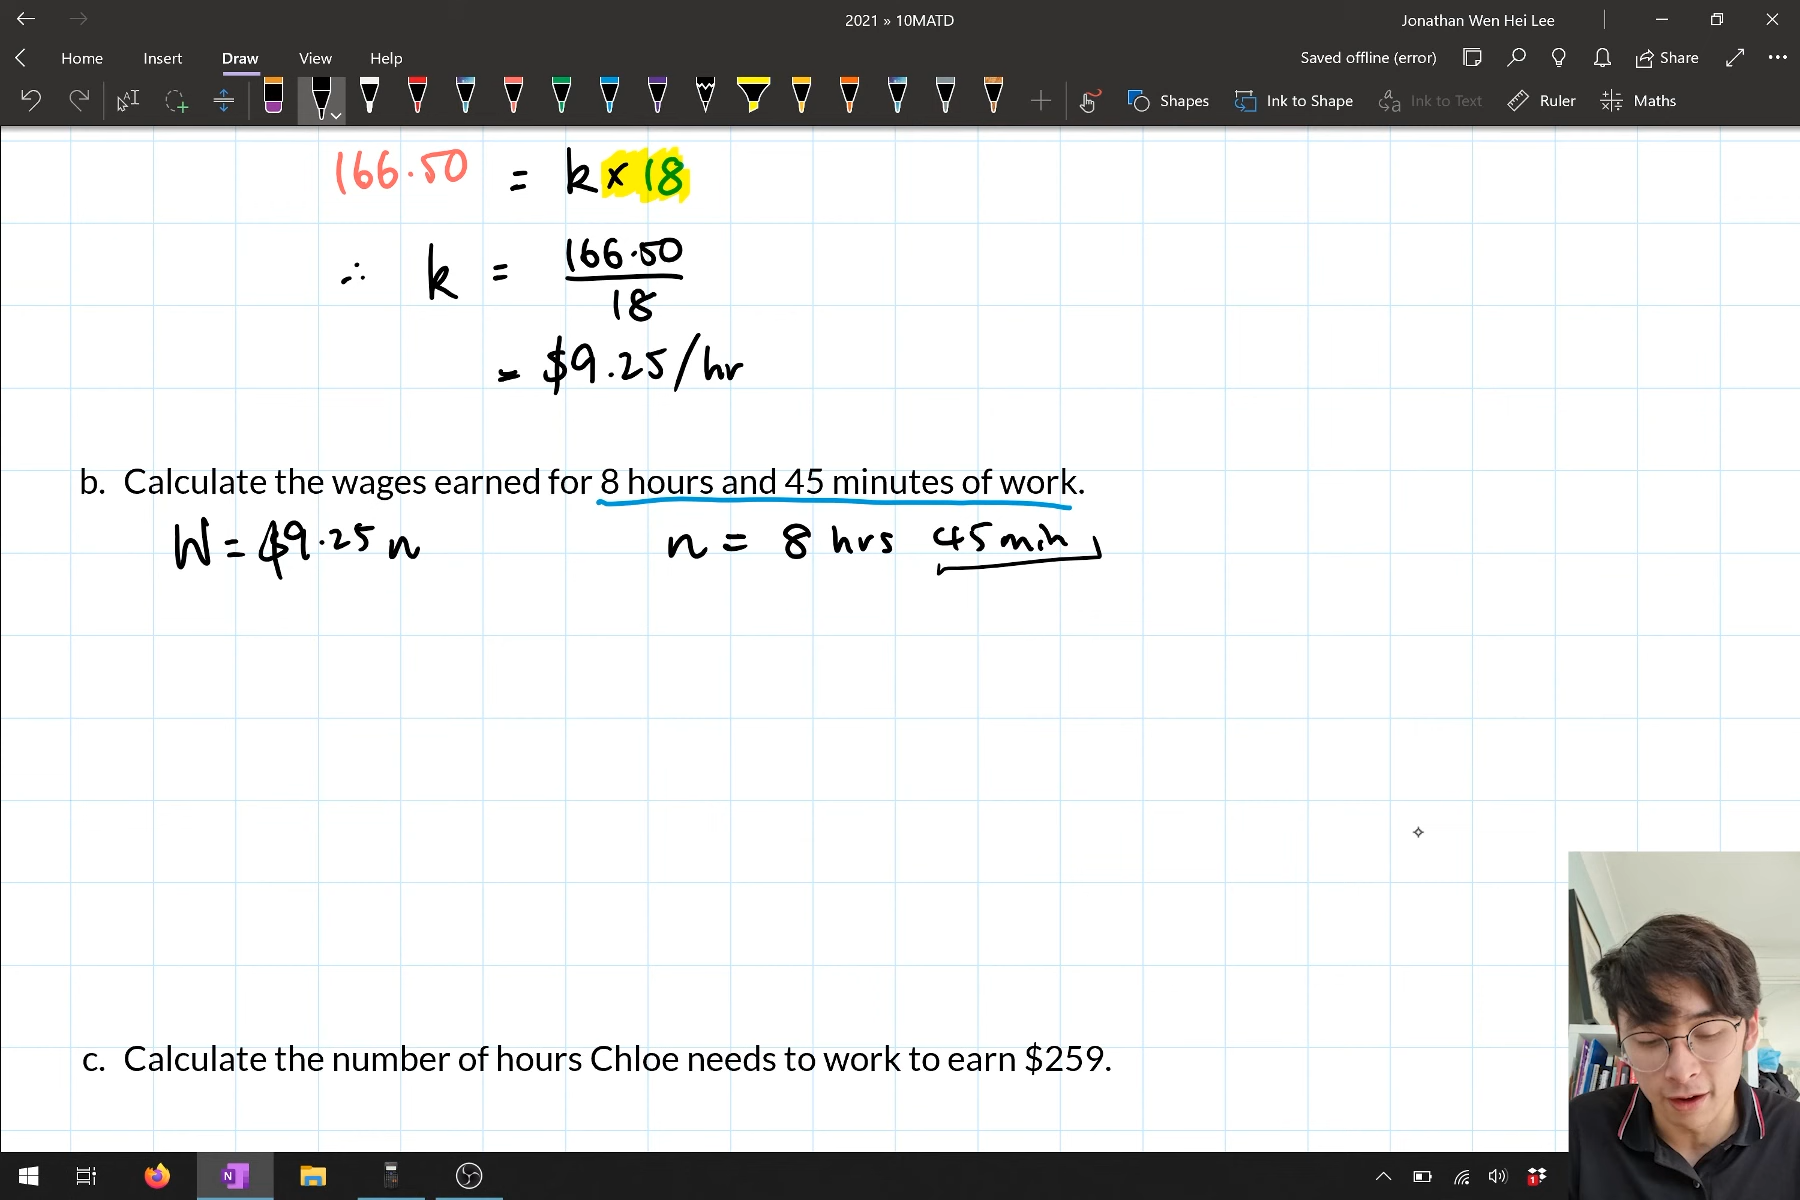 2021 » 10MATD
Jonathan Wen Hei Lee
Home Insert Draw View Help
Saved offline (error)
Share
Shapes
Ink to Shape
Ink to Text
Ruler
Maths
166.50 = k × 18
∴ k = 166.50
18
= $9.25/hr
b. Calculate the wages earned for 8 hours and 45 minutes of work.
W = $9.25 n
n = 8 hrs 45 min
c. Calculate the number of hours Chloe needs to work to earn $259.
N
1